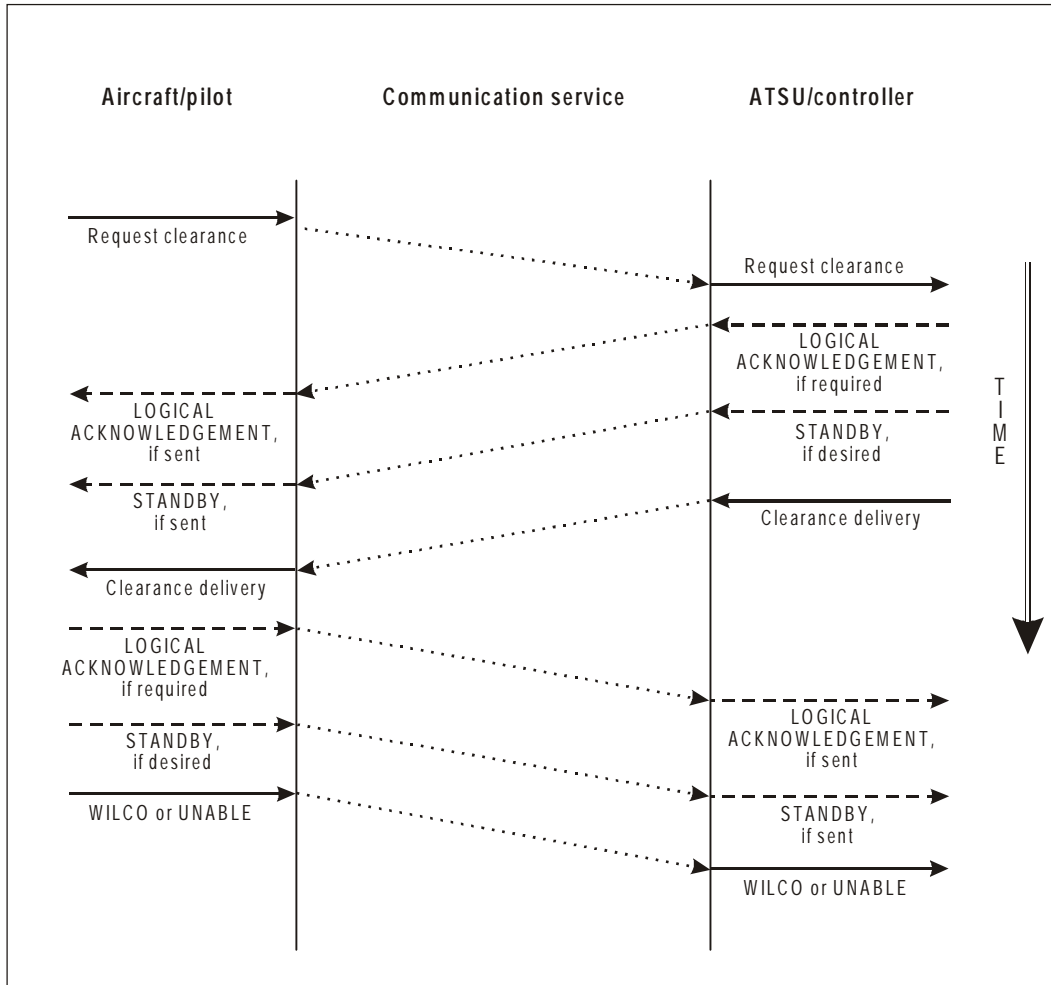 Aircraft/pilot
Communication service
ATSU/controller
Request clearance
Request clearance
LOGICAL
ACKNOWLEDGEMENT,
if required
LOGICAL
ACKNOWLEDGEMENT,
if sent
STANDBY,
if desired
STANDBY,
if sent
Clearance delivery
Clearance delivery
LOGICAL
ACKNOWLEDGEMENT,
if required
LOGICAL
ACKNOWLEDGEMENT,
if sent
STANDBY,
if desired
STANDBY,
if sent
WILCO or UNABLE
WILCO or UNABLE
T
I
M
E